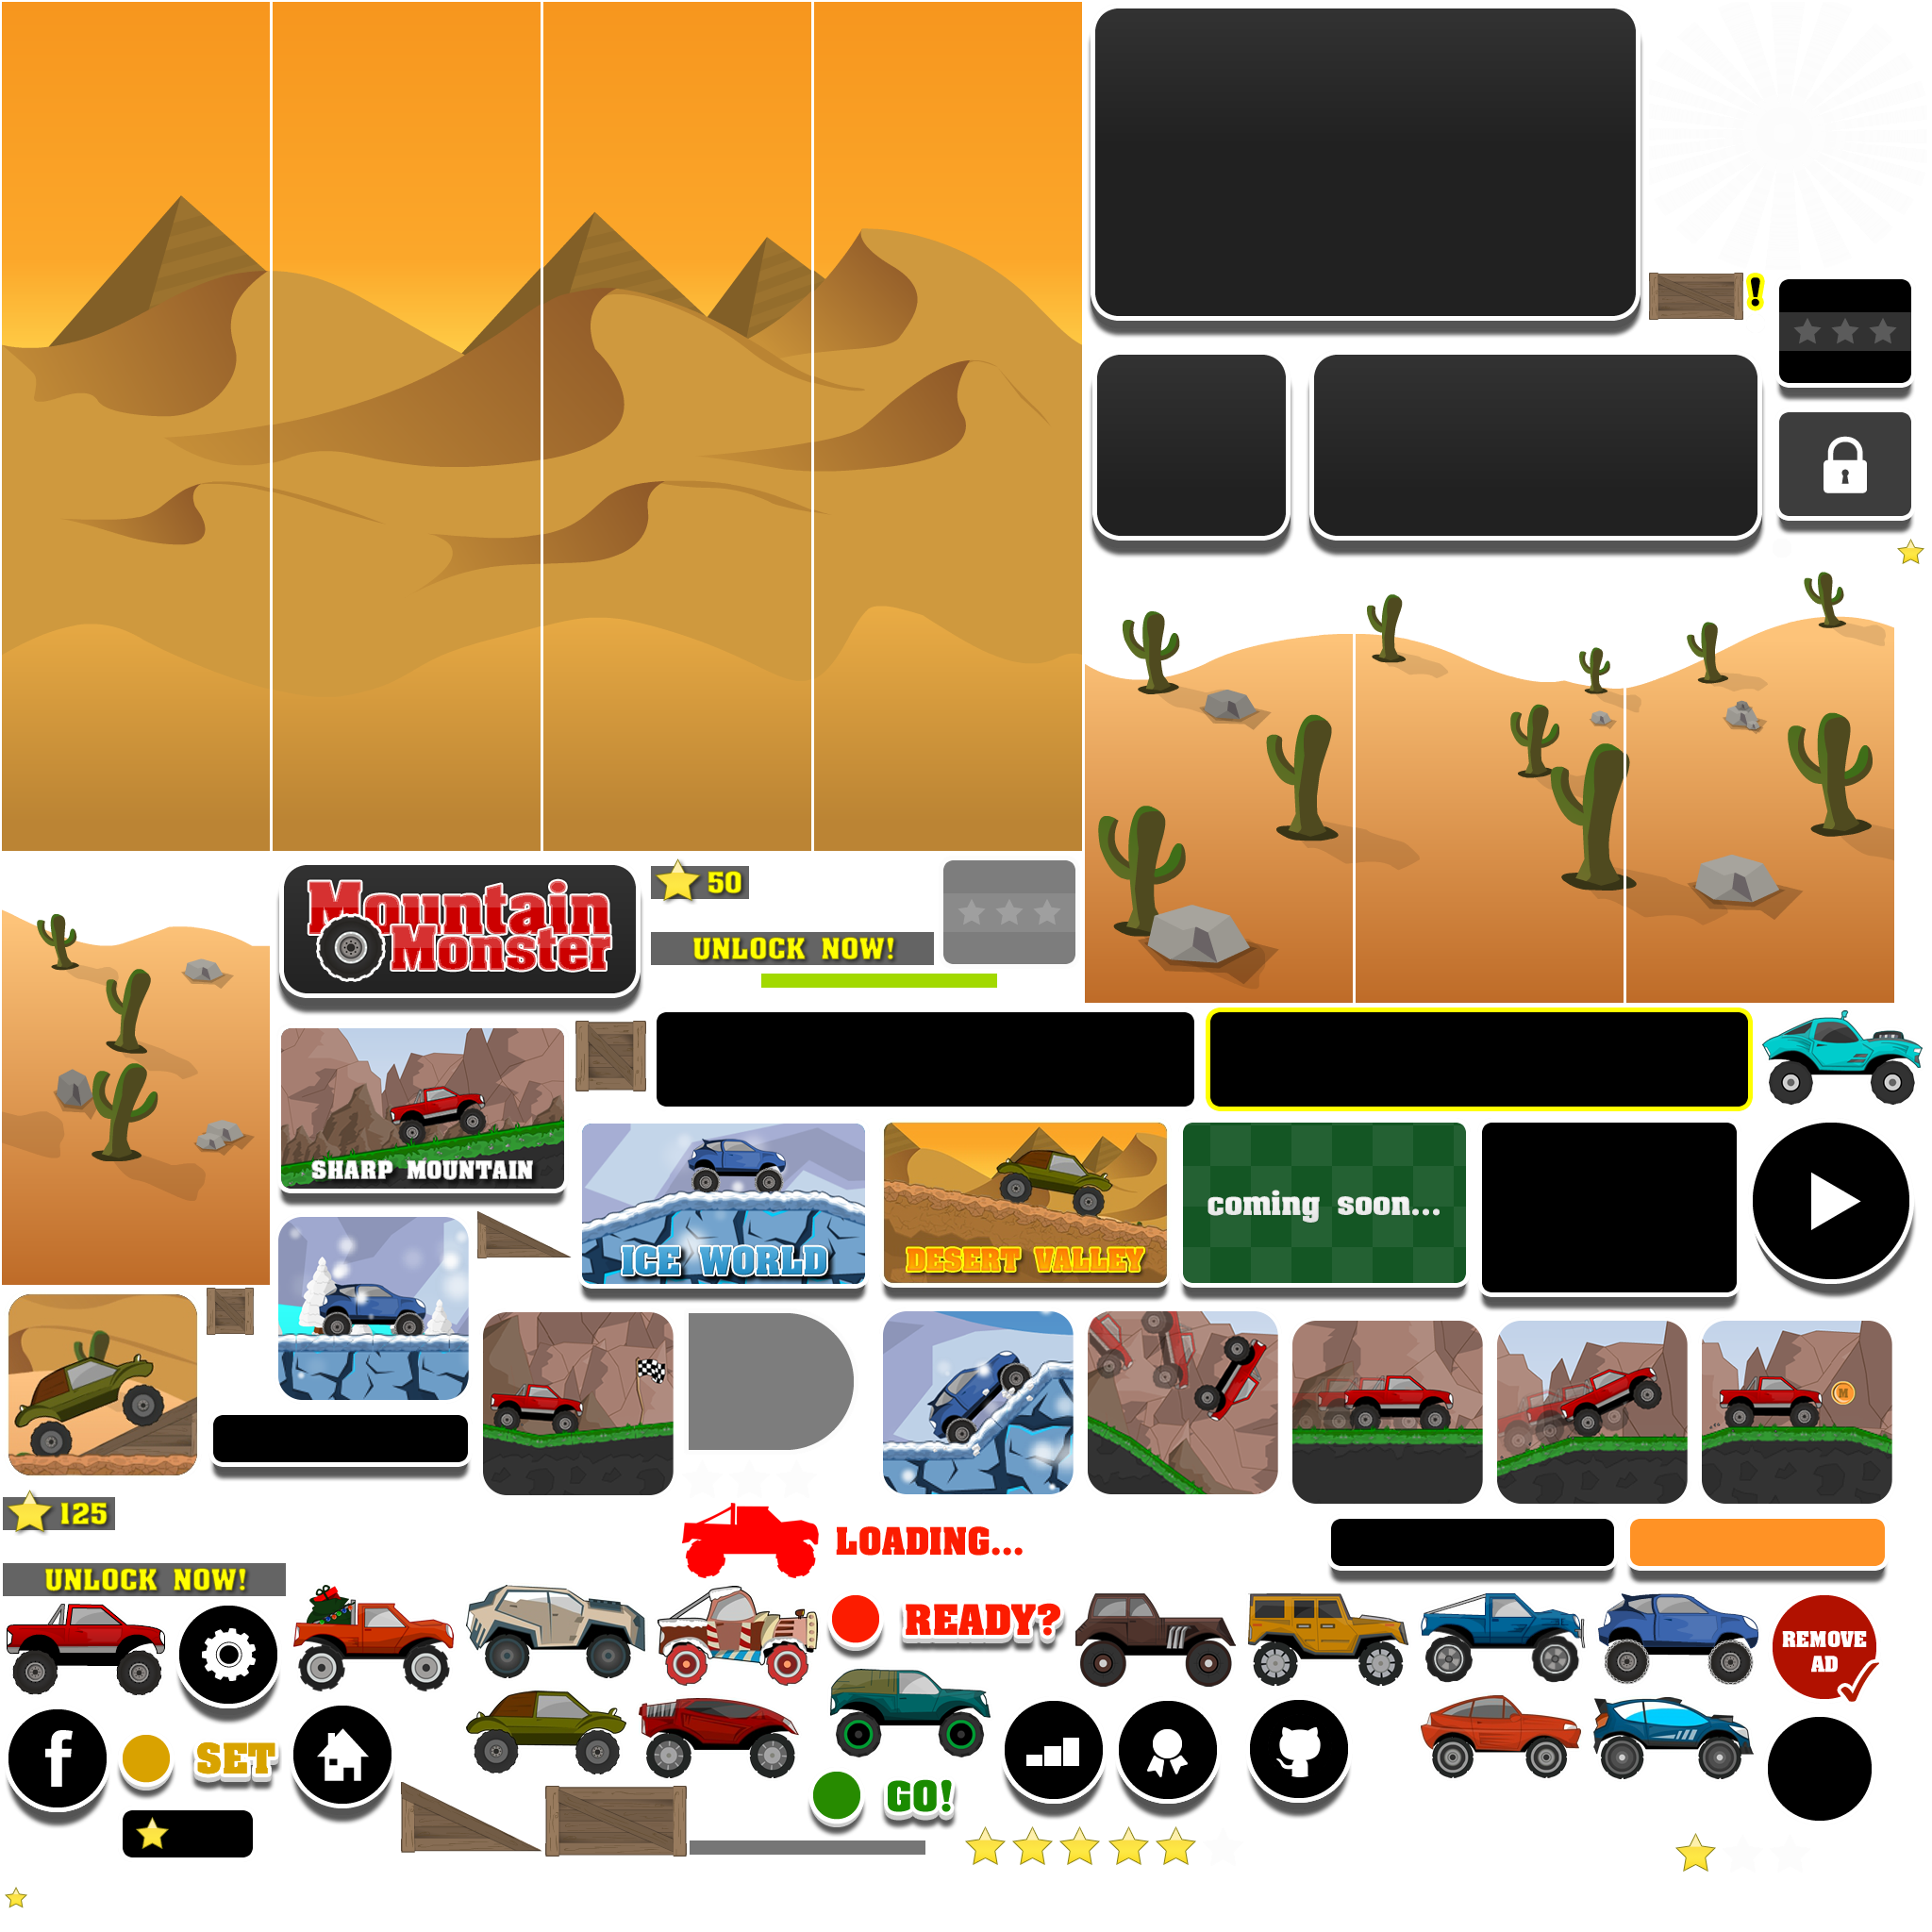 !
Mountain
Monster
50
UNLOCK NOW!
SHARP MOUNTAIN
ICE WORLD
DESERT VALLEY
coming soon...
M
125
UNLOCK NOW!
LOADING...
READY?
REMOVE
AD
f
SET
GO!